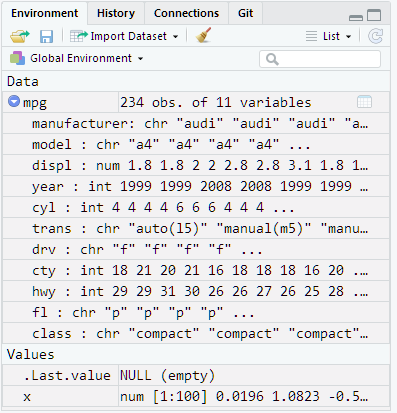 Environment History Connections Git
Import Dataset List
Global Environment
Data
mpg 234 obs. of 11 variables
manufacturer: chr "audi" "audi" "audi" "a…
model : chr "a4" "a4" "a4" "a4" ...
displ : num 1.8 1.8 2 2 2.8 2.8 3.1 1.8 1…
year : int 1999 1999 2008 2008 1999 1999 …
cyl : int 4 4 4 4 6 6 6 4 4 4 ...
trans : chr "auto(l5)" "manual(m5)" "manu…
drv : chr "f" "f" "f" "f" ...
cty : int 18 21 20 21 16 18 18 18 16 20 ...
hwy : int 29 29 31 30 26 26 27 26 25 28 ...
fl : chr "p" "p" "p" "p" ...
class : chr "compact" "compact" "compact"…
Values
.Last.value NULL (empty)
x num [1:100] 0.0196 1.0823 -0.5…